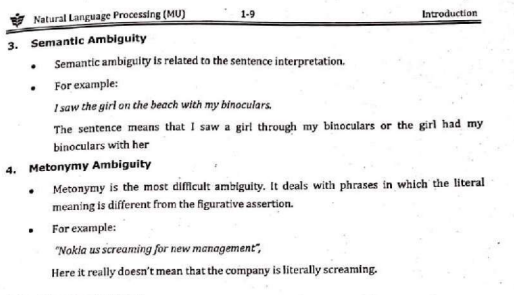 Natural Language Processing (MU) 1-9 Introduction
3. Semantic Ambiguity
• Semantic ambiguity is related to the sentence interpretation.
• For example:
I saw the girl on the beach with my binoculars.
The sentence means that I saw a girl through my binoculars or the girl had my
binoculars with her
4. Metonymy Ambiguity
• Metonymy is the most difficult ambiguity. It deals with phrases in which the literal
meaning is different from the figurative assertion.
• For example:
"Nokia us screaming for new management",
Here it really doesn't mean that the company is literally screaming.